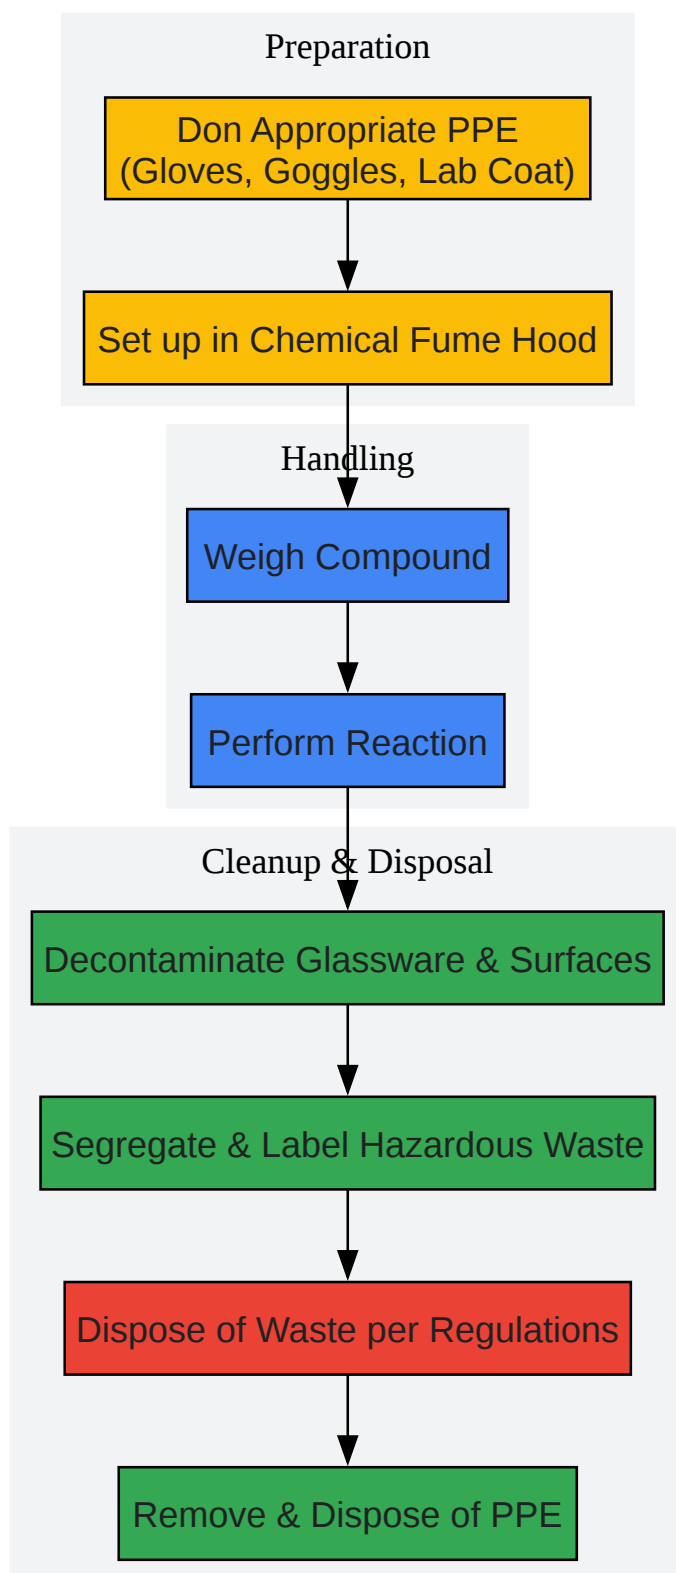 Preparation
Don Appropriate PPE
(Gloves, Goggles, Lab Coat)
Set up in Chemical Fume Hood
Handling
Weigh Compound
Perform Reaction
Cleanup & Disposal
Decontaminate Glassware & Surfaces
Segregate & Label Hazardous Waste
Dispose of Waste per Regulations
Remove & Dispose of PPE